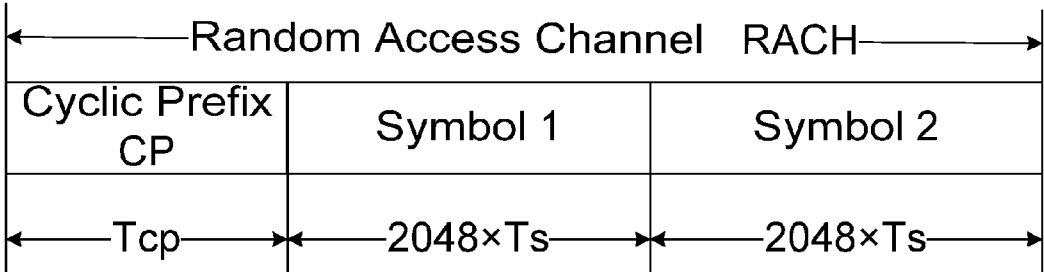 Random Access Channel RACH
Cyclic Prefix
CP
Symbol 1
Symbol 2
Tcp
2048×Ts
2048×Ts